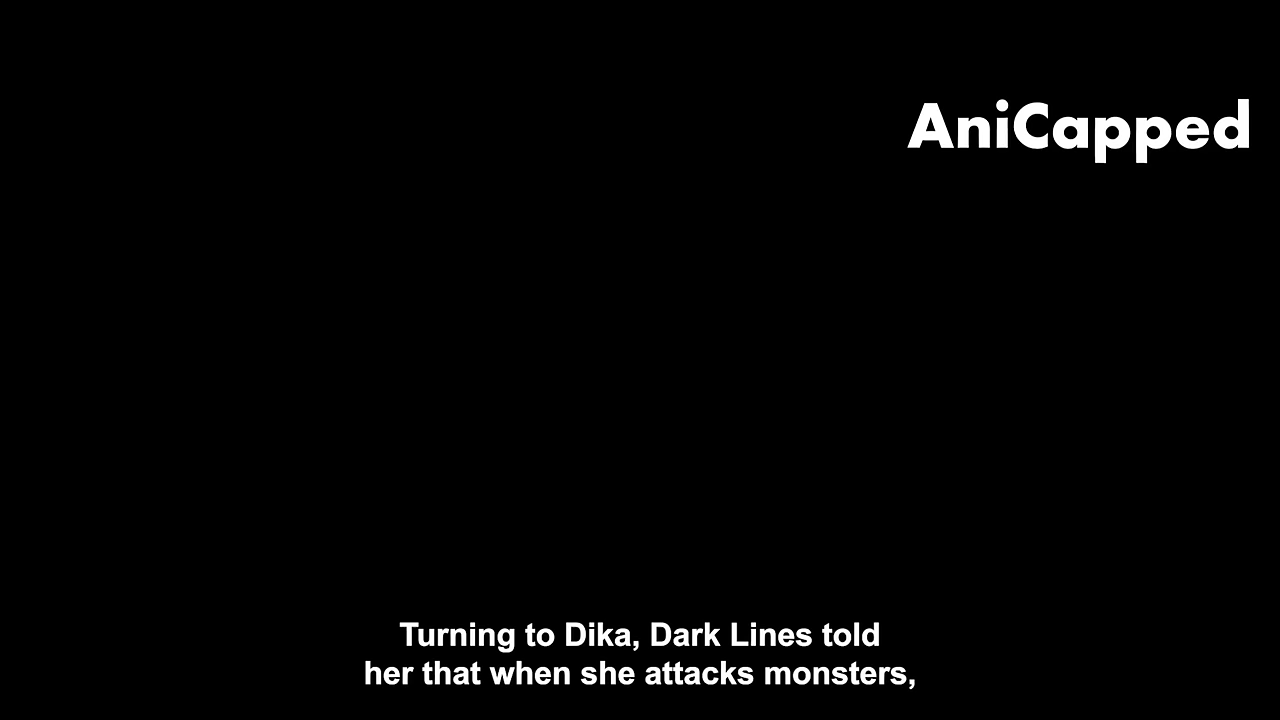 AniCapped
Turning to Dika, Dark Lines told
her that when she attacks monsters,